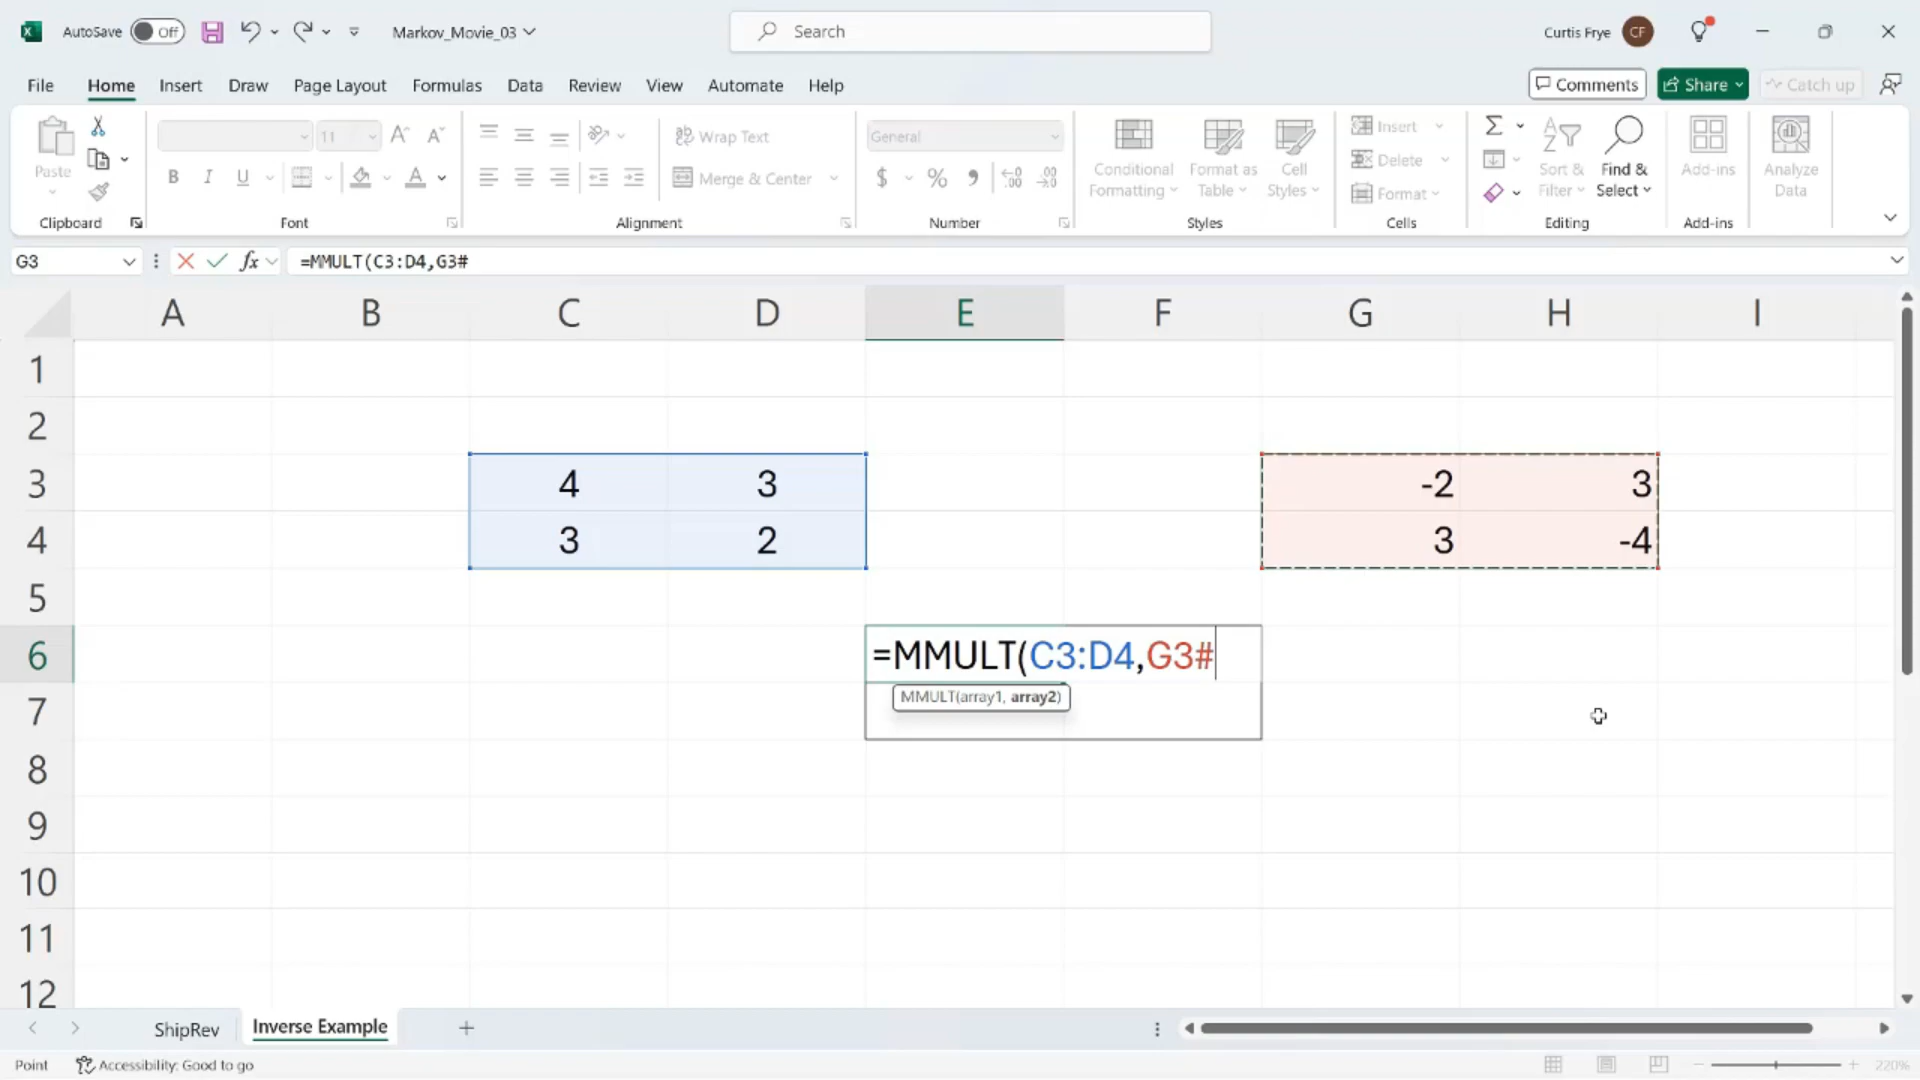 AutoSave Off Markov_Movie_03 Search Curtis Frye CF
File Home Insert Draw Page Layout Formulas Data Review View Automate Help Comments Share Catch up
Paste
Clipboard
11
B I U A
Font
Wrap Text
Merge & Center
Alignment
General
$ % 9
Number
Conditional Formatting
Format as Table
Cell Styles
Styles
Insert
Delete
Format
Cells
Sort & Filter
Find & Select
Editing
Add-ins
Add-ins
Analyze Data
G3 fx =MMULT(C3:D4,G3#
A B C D E F G H I
1
2
3 4 3 -2 3
4 3 2 3 -4
5
6 =MMULT(C3:D4,G3#
MMULT(array1, array2)
7
8
9
10
11
12
ShipRev Inverse Example
Point Accessibility: Good to go 220%